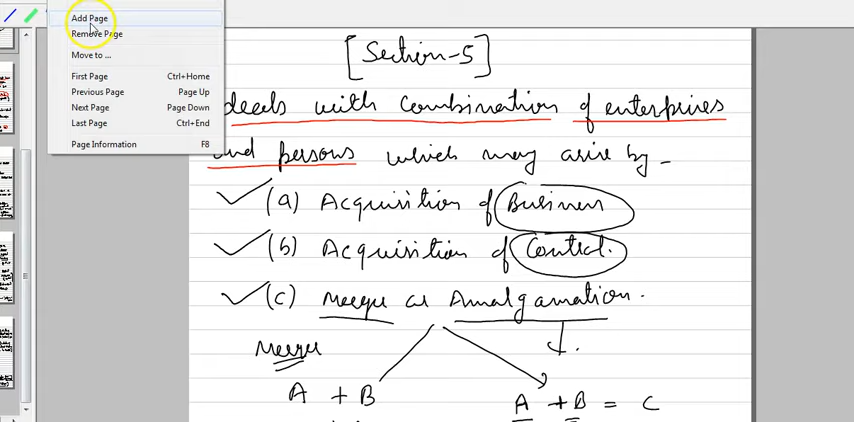 Add Page
Remove Page
Move to ...
First Page Ctrl+Home
Previous Page Page Up
Next Page Page Down
Last Page Ctrl+End
Page Information F8
[Section-5]
deals with Combination of enterprises
and persons which may arise by -
(a) Acquisition of Business
(b) Acquisition of Control.
(c) Merge or Amalgamation.
Merge
A + B
A + B = C